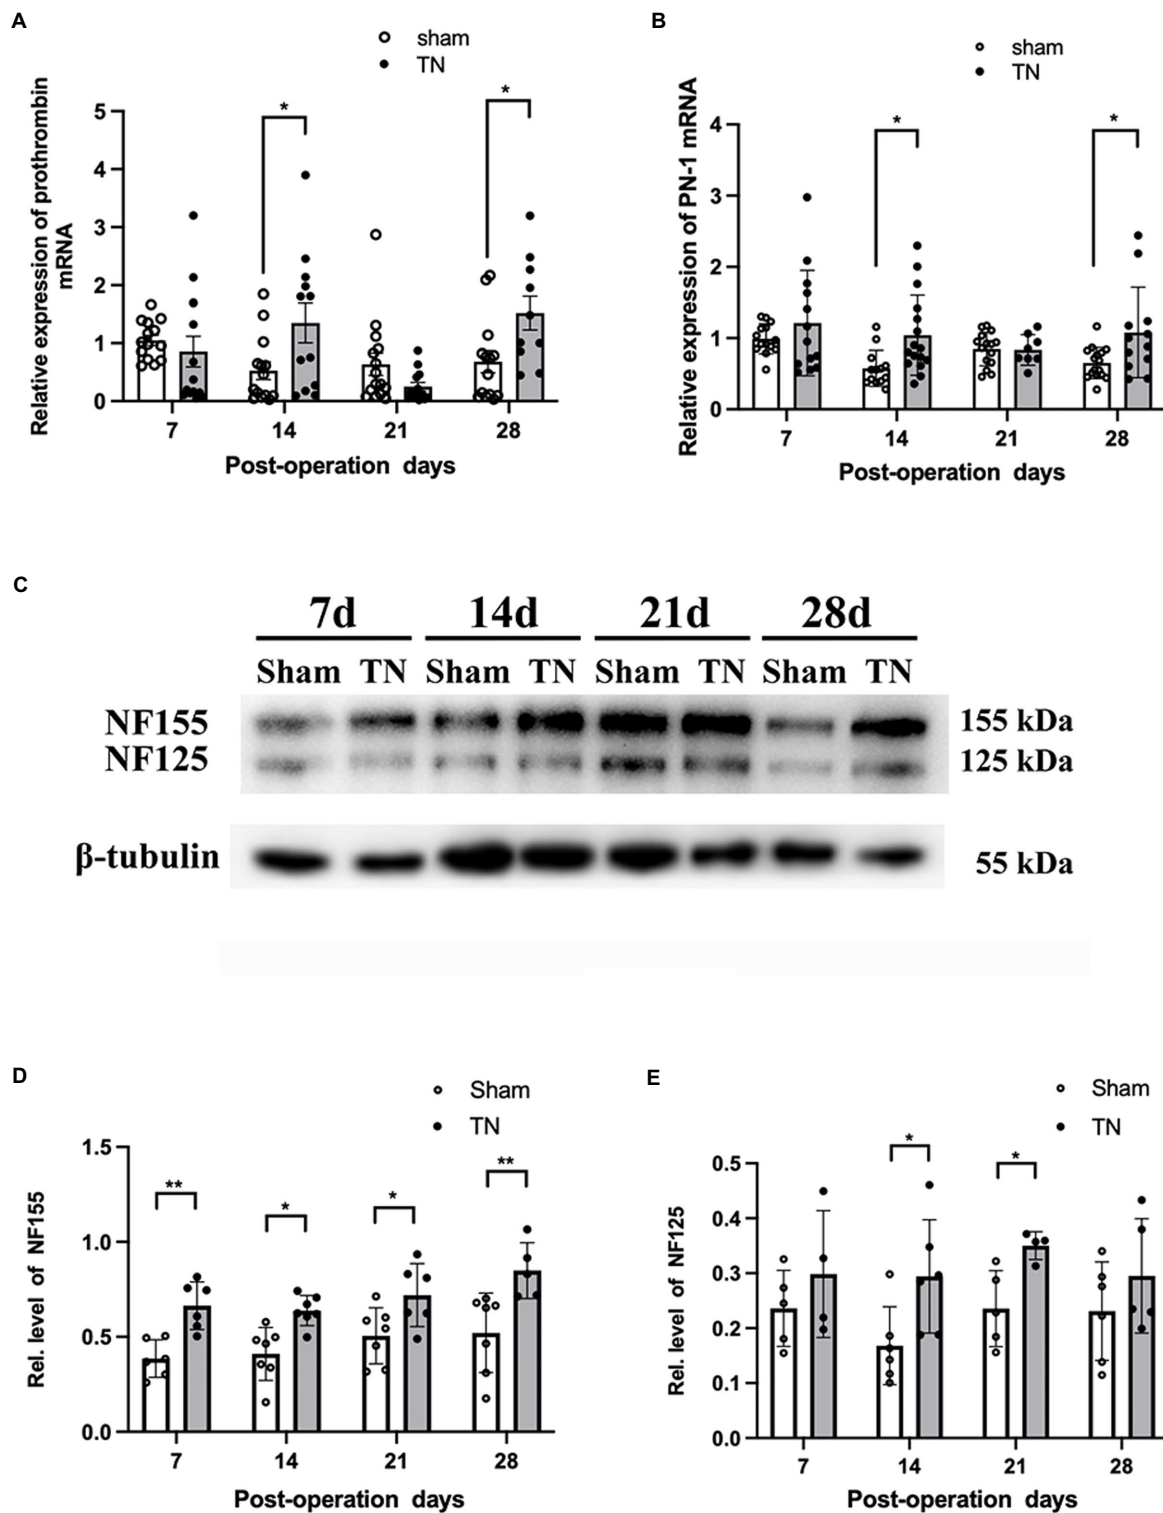 A
sham
TN
Relative expression of prothrombin
mRNA
5
4
3
2
1
0
*
*
7 14 21 28
Post-operation days
B
sham
TN
Relative expression of PN-1 mRNA
4
3
2
1
0
*
*
7 14 21 28
Post-operation days
C
7d 14d 21d 28d
Sham TN Sham TN Sham TN Sham TN
NF155 155 kDa
NF125 125 kDa
β-tubulin 55 kDa
D
Sham
TN
Rel. level of NF155
1.5
1.0
0.5
0.0
**
*
*
**
7 14 21 28
Post-operation days
E
Sham
TN
Rel. level of NF125
0.5
0.4
0.3
0.2
0.1
0.0
*
*
7 14 21 28
Post-operation days